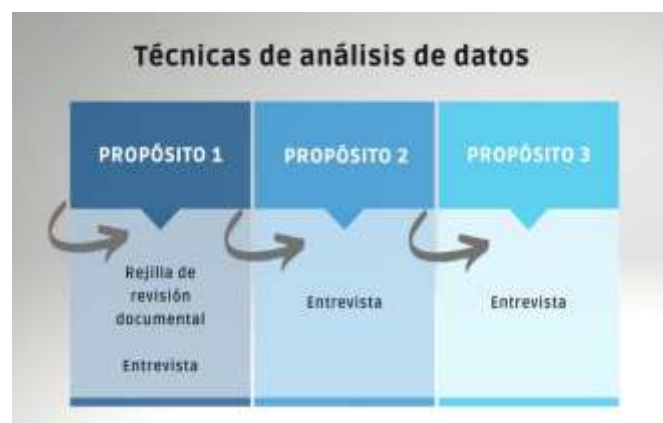 Técnicas de análisis de datos
PROPÓSITO 1
PROPÓSITO 2
PROPÓSITO 3
Rejilla de
revisión
documental
Entrevista
Entrevista
Entrevista